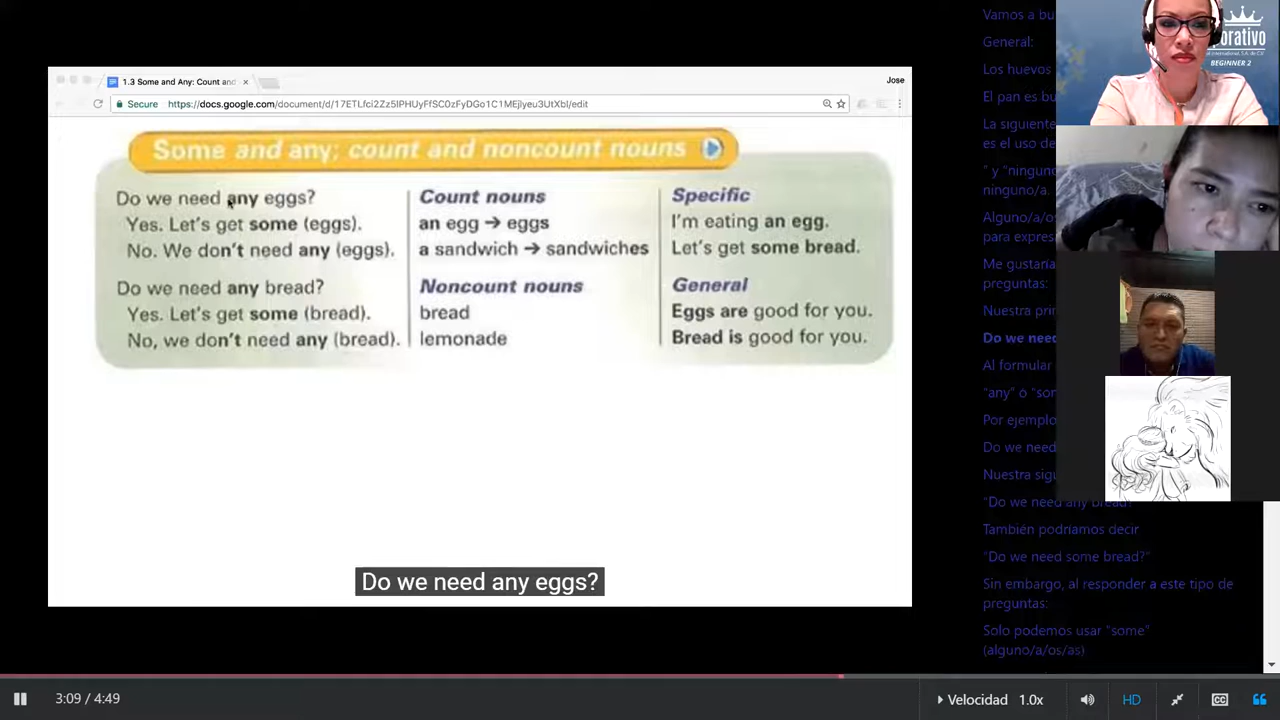 Vamos a
General:
Los huevos
El pan es
La siguiente
es el uso de
” y “ninguno
ninguno/a.
Alguno/a/os
para expres
Me gustaría
preguntas:
Nuestra
Do we need
Al formular
“any” o
Por ejemplo
Do we need
Nuestra
“Do we need any bread?
También podríamos decir
“Do we need some bread?”
Sin embargo, al responder a este tipo de
preguntas:
Solo podemos usar “some”
(alguno/a/os/as)
orativo
al international, S.A. de C.V.
BEGINNER 2
1.3 Some and Any: Count and
Jose
Secure https://docs.google.com/document/d/17ETLfci2Zz5IPHUyFfSC0zFyDGo1C1MEjlyeu3UtXbI/edit
Some and any; count and noncount nouns
Do we need any eggs?
Yes. Let's get some (eggs).
No. We don't need any (eggs).
Do we need any bread?
Yes. Let's get some (bread).
No, we don't need any (bread).
Count nouns
an egg → eggs
a sandwich → sandwiches
Noncount nouns
bread
lemonade
Specific
I'm eating an egg.
Let's get some bread.
General
Eggs are good for you.
Bread is good for you.
Do we need any eggs?
3:09 / 4:49
Velocidad 1.0x
HD
CC